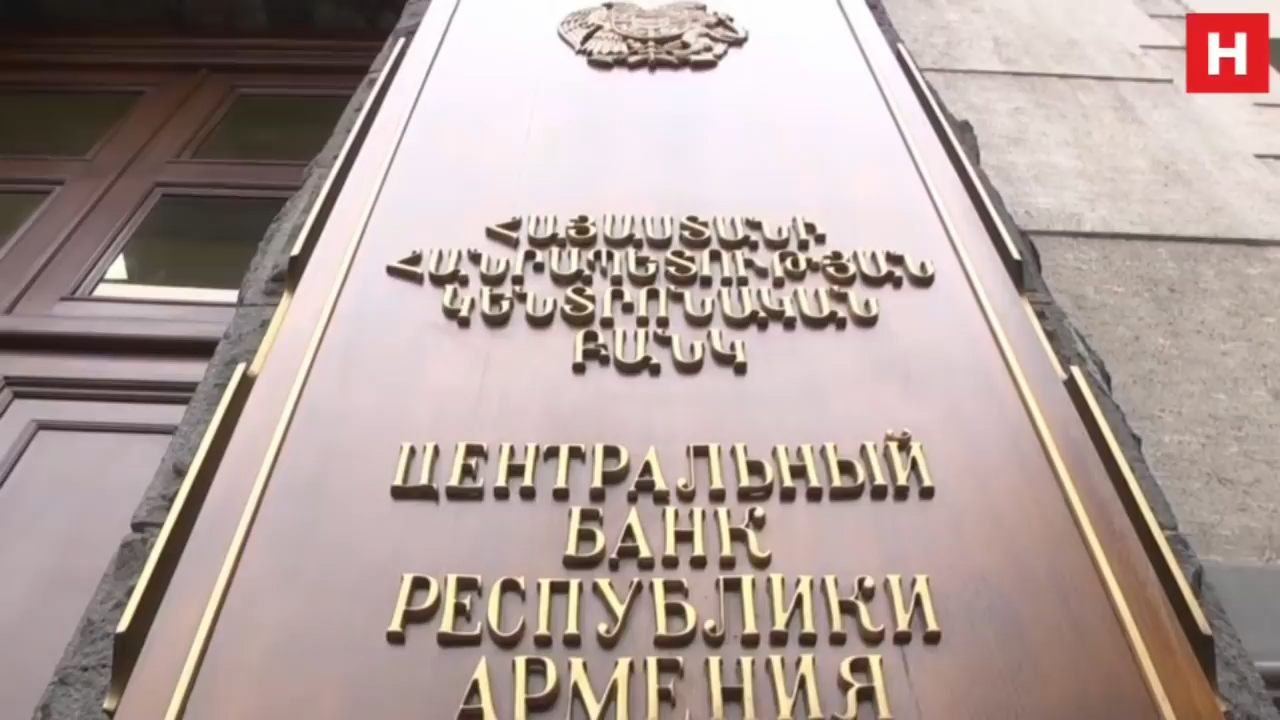 Н
ՀԱՅԱՍՏԱՆԻ
ՀԱՆՐԱՊԵՏՈՒԹՅԱՆ
ԿԵՆՏՐՈՆԱԿԱՆ
ԲԱՆԿ
ЦЕНТРАЛЬНЫЙ
БАНК
РЕСПУБЛИКИ
АРМЕНИЯ